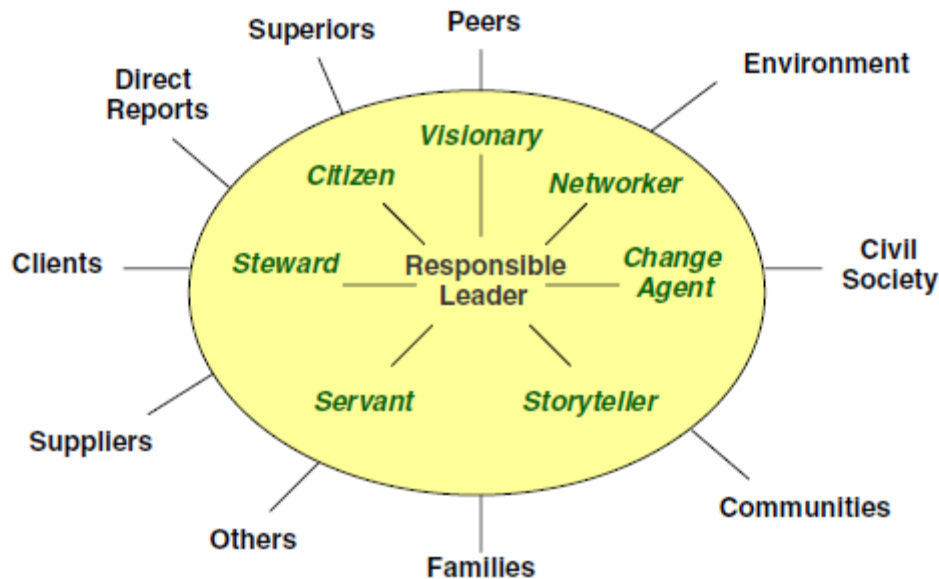 Superiors
Peers
Environment
Direct
Reports
Visionary
Citizen
Networker
Clients
Steward
Responsible
Leader
Change
Agent
Civil
Society
Servant
Storyteller
Suppliers
Others
Families
Communities